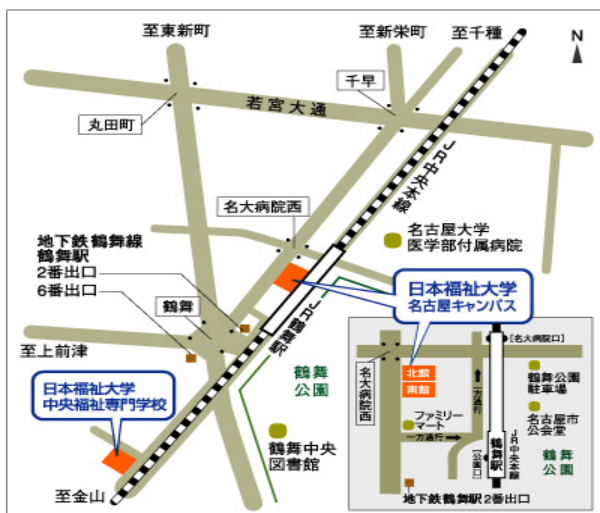 至東新町
至新栄町
至千種
N
千早
若宮大通
丸田町
JR中央本線
名大病院西
名古屋大学
医学部付属病院
地下鉄鶴舞線
鶴舞駅
2番出口
6番出口
鶴舞
日本福祉大学
名古屋キャンパス
JR鶴舞駅
至上前津
鶴舞
公園
日本福祉大学
中央福祉専門学校
鶴舞中央
図書館
至金山
名大病院西
[名大病院口]
北館
南館
一方通行
鶴舞公園
駐車場
ファミリー
マート
名古屋市
公会堂
一方通行
[公園口]
鶴舞駅
JR中央本線
鶴舞
公園
地下鉄鶴舞駅2番出口